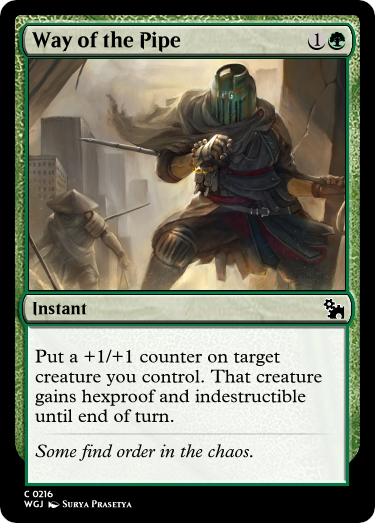 Way of the Pipe 1
Instant
Put a +1/+1 counter on target
creature you control. That creature
gains hexproof and indestructible
until end of turn.
Some find order in the chaos.
C 0216
WGJ Surya Prasetya